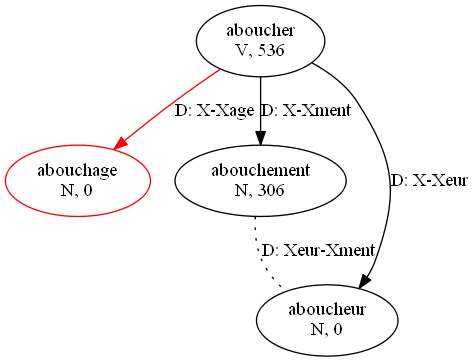 aboucher
V, 536
D: X-Xage
D: X-Xment
abouchage
N, 0
abouchement
N, 306
D: X-Xeur
D: Xeur-Xment
aboucheur
N, 0